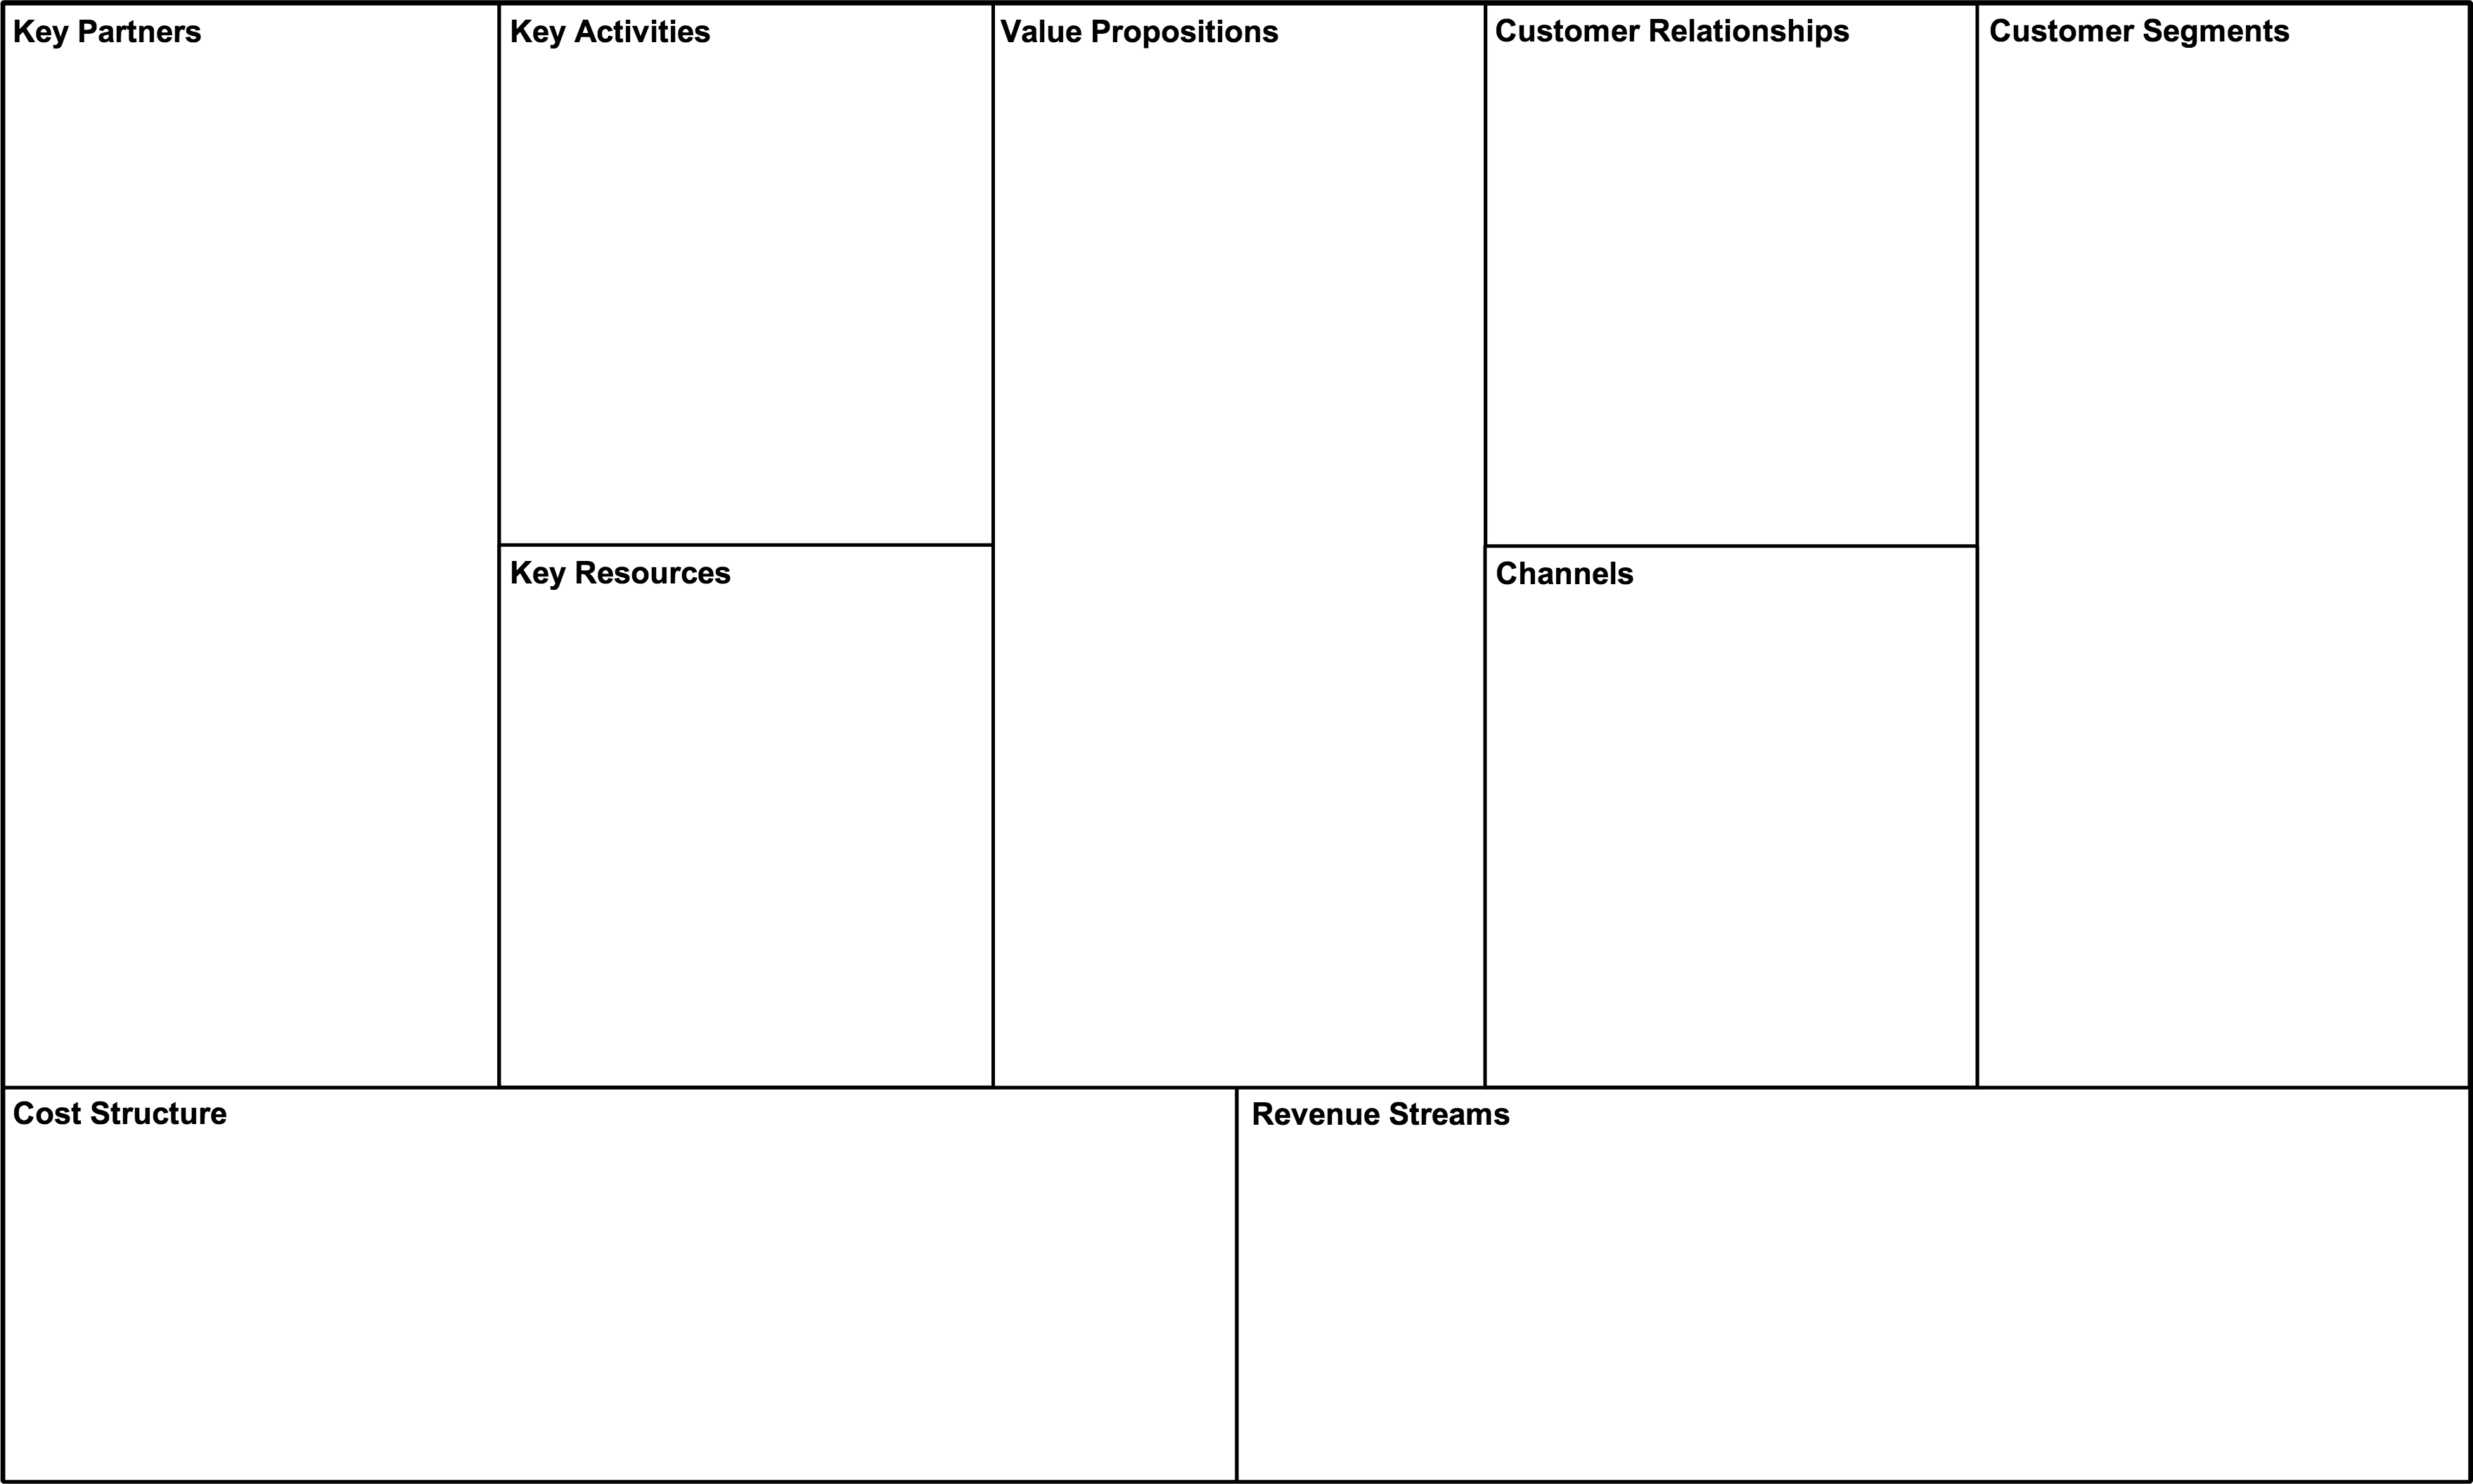 Key Partners
Key Activities
Value Propositions
Customer Relationships
Customer Segments
Key Resources
Channels
Cost Structure
Revenue Streams